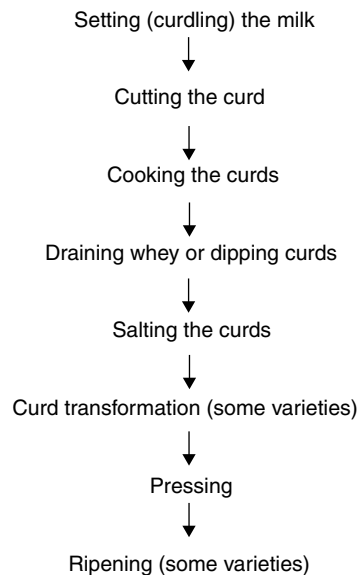 Setting (curdling) the milk
Cutting the curd
Cooking the curds
Draining whey or dipping curds
Salting the curds
Curd transformation (some varieties)
Pressing
Ripening (some varieties)